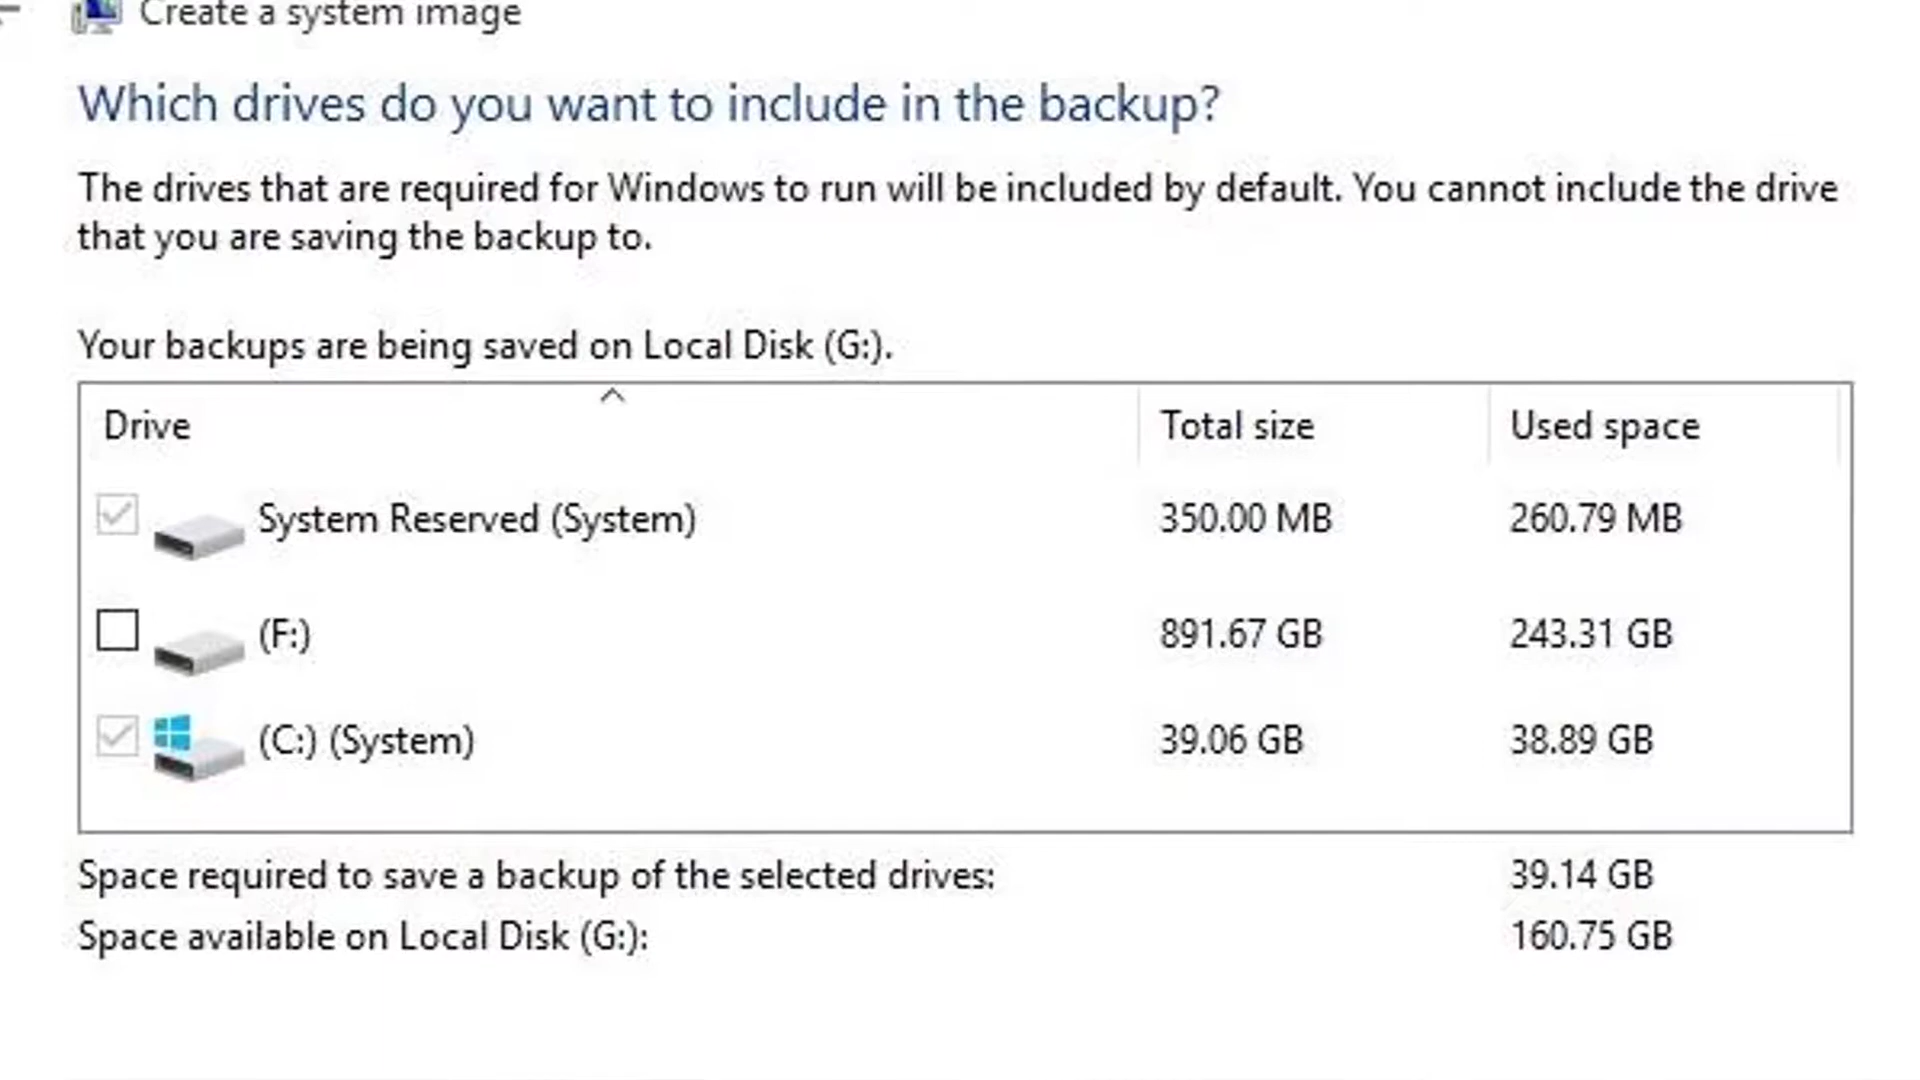 Create a system image
Which drives do you want to include in the backup?
The drives that are required for Windows to run will be included by default. You cannot include the drive
that you are saving the backup to.
Your backups are being saved on Local Disk (G:).
Drive Total size Used space
System Reserved (System) 350.00 MB 260.79 MB
(F:) 891.67 GB 243.31 GB
(C:) (System) 39.06 GB 38.89 GB
Space required to save a backup of the selected drives: 39.14 GB
Space available on Local Disk (G:): 160.75 GB